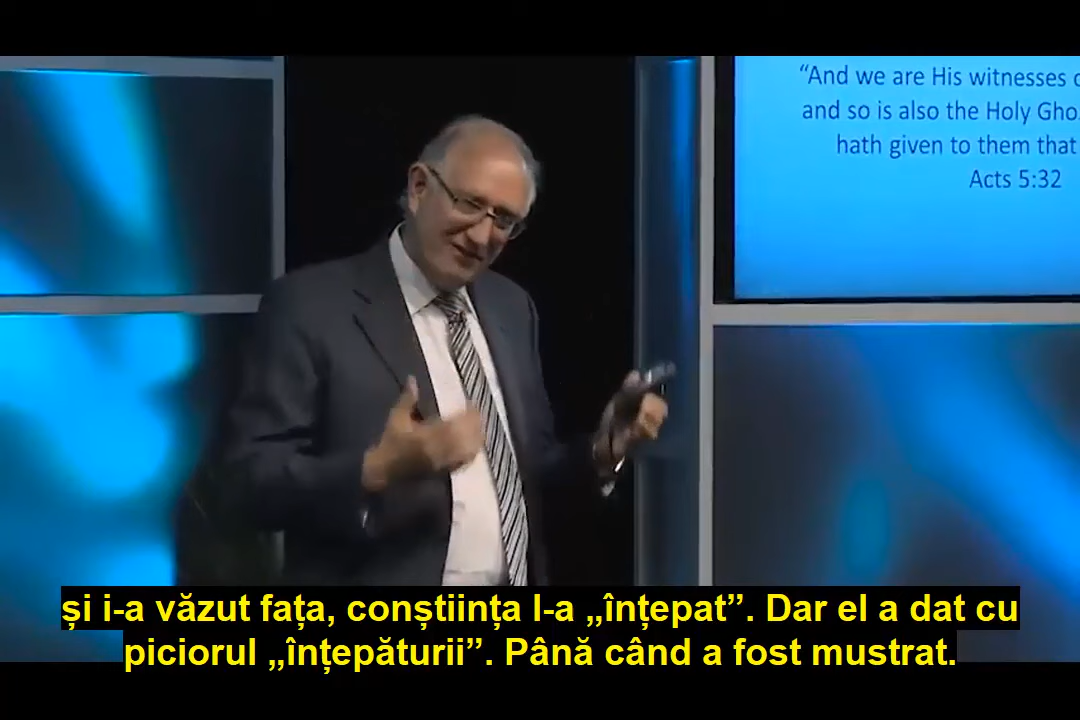 “And we are His witnesses
and so is also the Holy
hath given to them that
Acts 5:32
și i-a văzut fața, conștiința l-a „înțepat”. Dar el a dat cu
piciorul „înțepăturii”. Până când a fost mustrat.